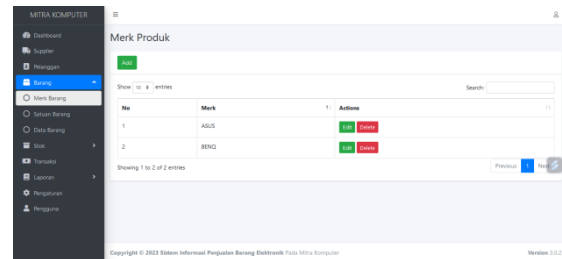 MITRA KOMPUTER
Dashboard
Supplier
Pelanggan
Barang
Merk Barang
Satuan Barang
Data Barang
Stok
Transaksi
Laporan
Pengaturan
Pengguna
Merk Produk
Add
Show 10 entries
Search:
No Merk Actions
1 ASUS Edit Delete
2 BENQ Edit Delete
Showing 1 to 2 of 2 entries
Previous 1
Copyright © 2023 Sistem Informasi Penjualan Barang Elektronik Pada Mitra Komputer
Version 3.0.2